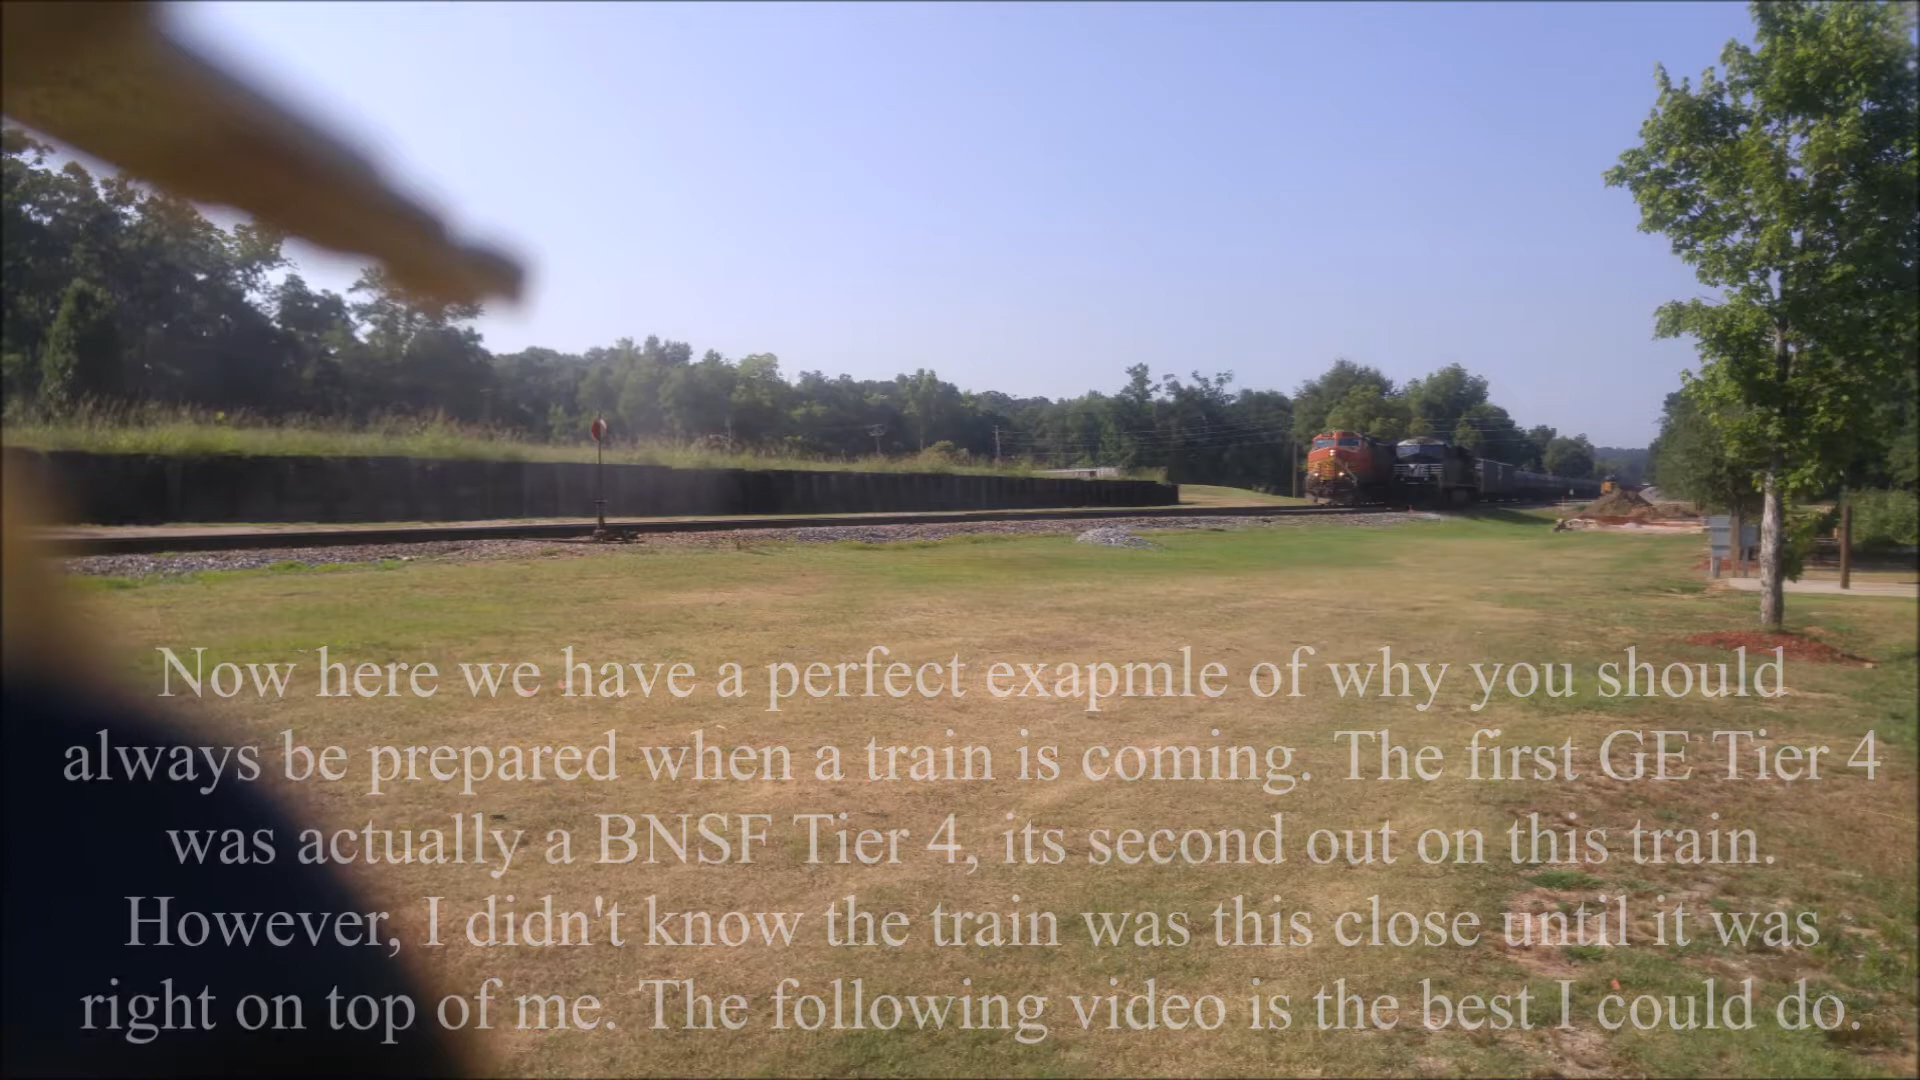 Now here we have a perfect exapmle of why you should
always be prepared when a train is coming. The first GE Tier 4
was actually a BNSF Tier 4, its second out on this train.
However, I didn't know the train was this close until it was
right on top of me. The following video is the best I could do.